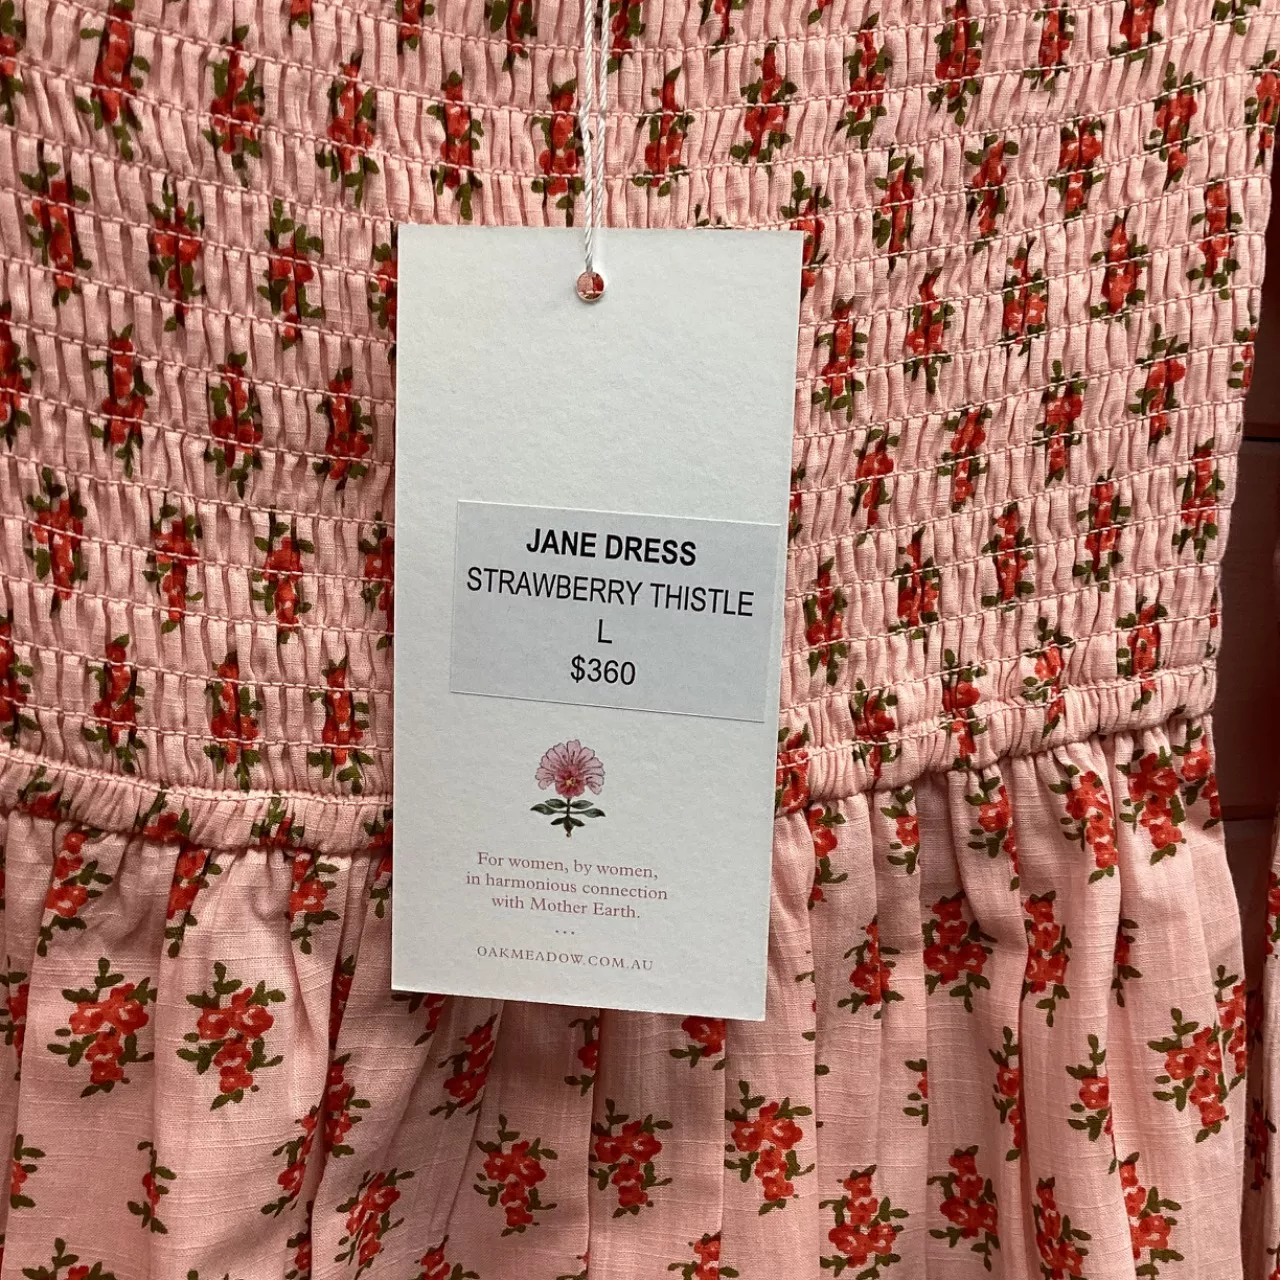 JANE DRESS
STRAWBERRY THISTLE
L
$360
For women, by women,
in harmonious connection
with Mother Earth.
...
OAKMEADOW.COM.AU